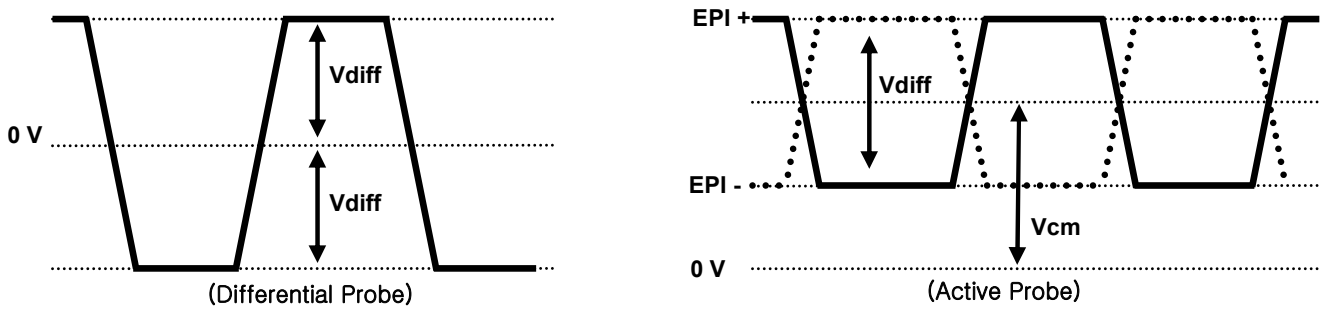 0 V
Vdiff
Vdiff
(Differential Probe)
EPI +
Vdiff
EPI -
Vcm
0 V
(Active Probe)